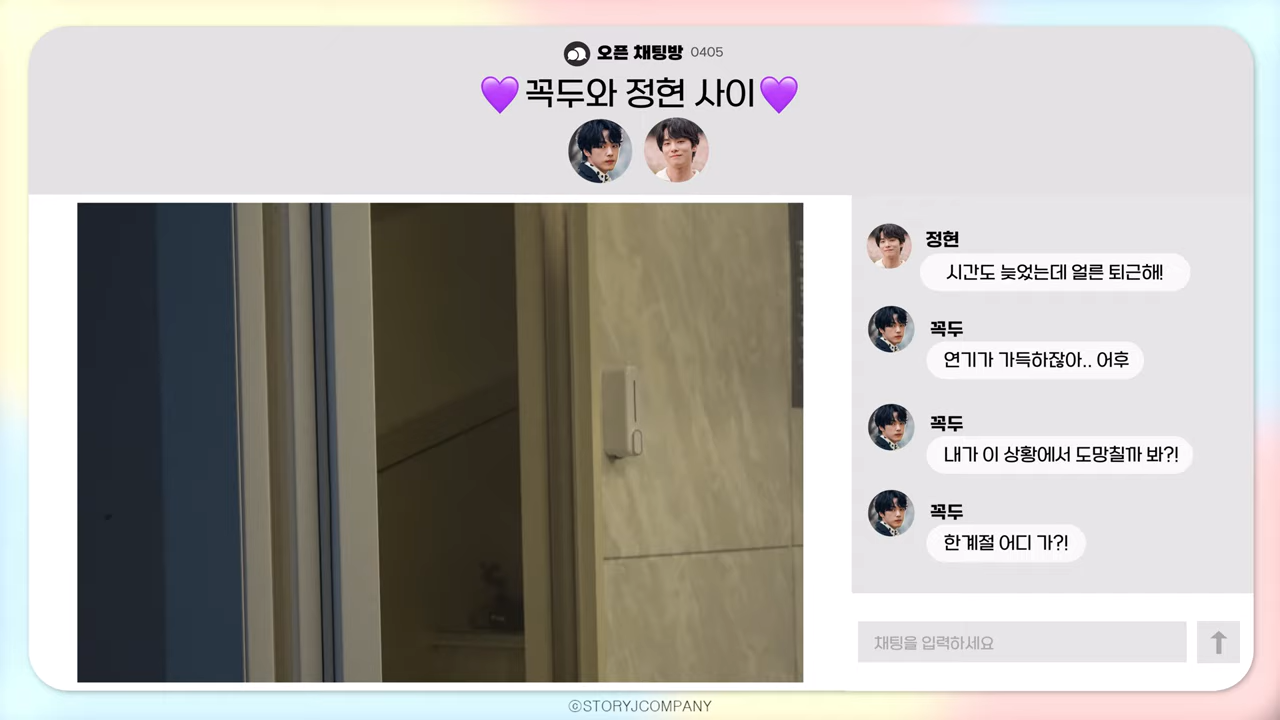 오픈 채팅방 0405
💜꼭두와 정현 사이💜
정현
시간도 늦었는데 얼른 퇴근해!
꼭두
연기가 가득하잖아.. 어후
꼭두
내가 이 상황에서 도망칠까 봐?!
꼭두
한계절 어디 가?!
채팅을 입력하세요
ⓒSTORYJCOMPANY